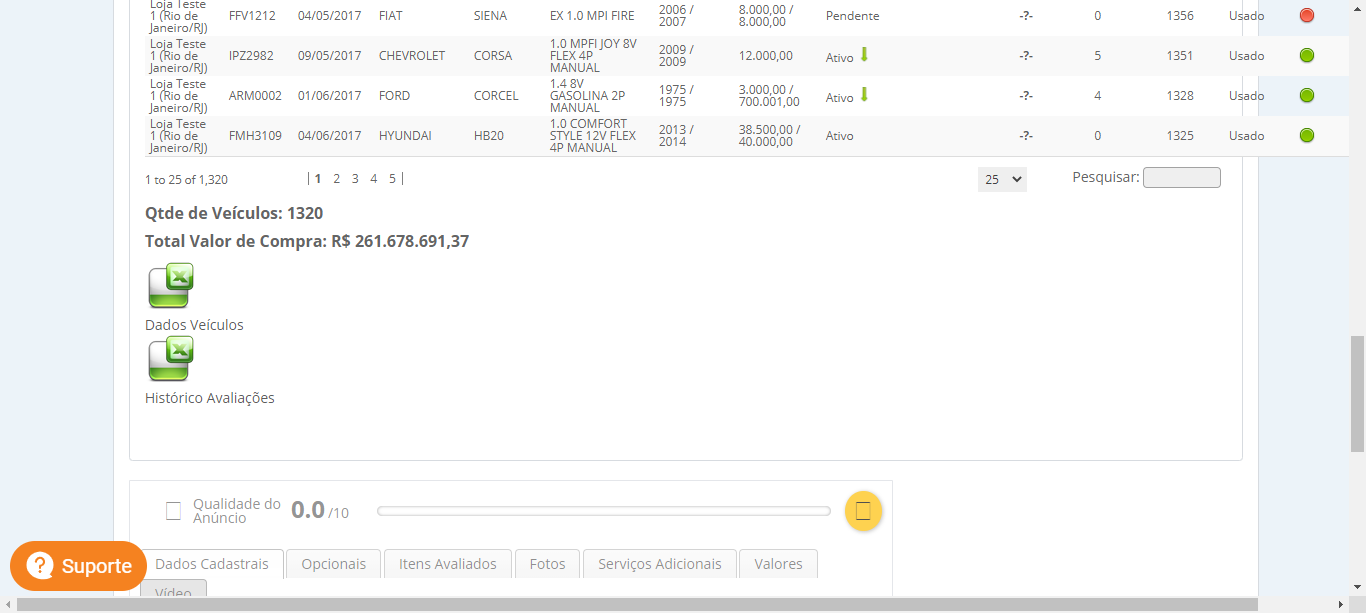 Loja Teste 1 (Rio de Janeiro/RJ) FFV1212 04/05/2017 FIAT SIENA EX 1.0 MPI FIRE 2006 / 2007 8.000,00 / 8.000,00 Pendente -?- 0 1356 Usado
Loja Teste 1 (Rio de Janeiro/RJ) IPZ2982 09/05/2017 CHEVROLET CORSA 1.0 MPFI JOY 8V FLEX 4P MANUAL 2009 / 2009 12.000,00 Ativo -?- 5 1351 Usado
Loja Teste 1 (Rio de Janeiro/RJ) ARM0002 01/06/2017 FORD CORCEL 1.4 8V GASOLINA 2P MANUAL 1975 / 1975 3.000,00 / 700.001,00 Ativo -?- 4 1328 Usado
Loja Teste 1 (Rio de Janeiro/RJ) FMH3109 04/06/2017 HYUNDAI HB20 1.0 COMFORT STYLE 12V FLEX 4P MANUAL 2013 / 2014 38.500,00 / 40.000,00 Ativo -?- 0 1325 Usado
1 to 25 of 1,320 | 1 2 3 4 5 | 25 Pesquisar:
Qtde de Veículos: 1320
Total Valor de Compra: R$ 261.678.691,37
Dados Veículos
Histórico Avaliações
Qualidade do Anúncio 0.0 /10
Suporte
Dados Cadastrais Opcionais Itens Avaliados Fotos Serviços Adicionais Valores
Vídeo